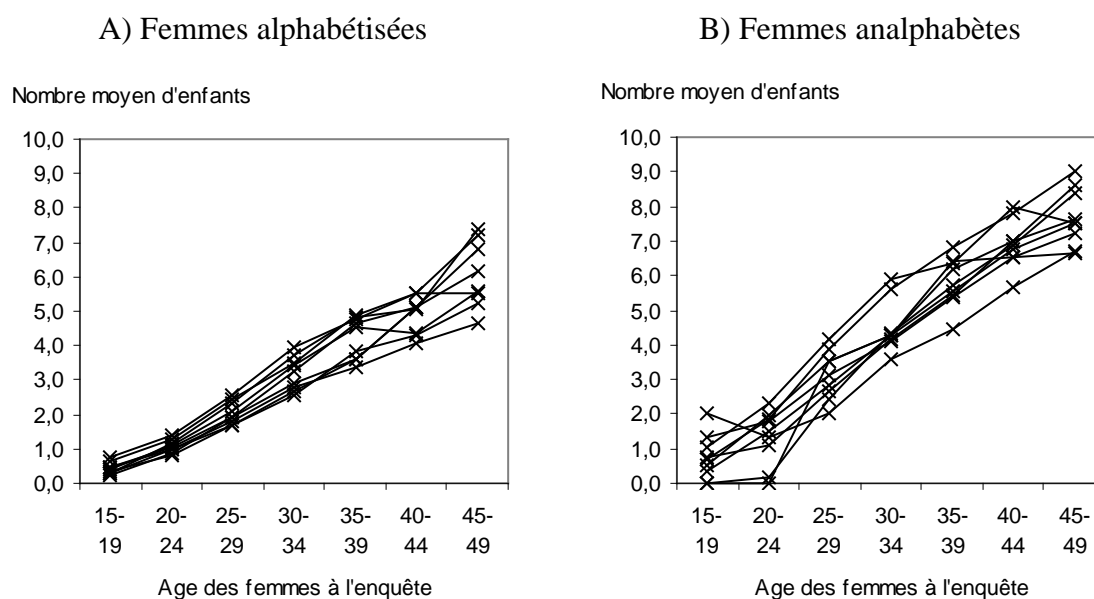 A) Femmes alphabétisées
Nombre moyen d'enfants
10,0
9,0
8,0
7,0
6,0
5,0
4,0
3,0
2,0
1,0
0,0
15- 20- 25- 30- 35- 40- 45-
19 24 29 34 39 44 49
Age des femmes à l'enquête
B) Femmes analphabètes
Nombre moyen d'enfants
10,0
9,0
8,0
7,0
6,0
5,0
4,0
3,0
2,0
1,0
0,0
15- 20- 25- 30- 35- 40- 45-
19 24 29 34 39 44 49
Age des femmes à l'enquête